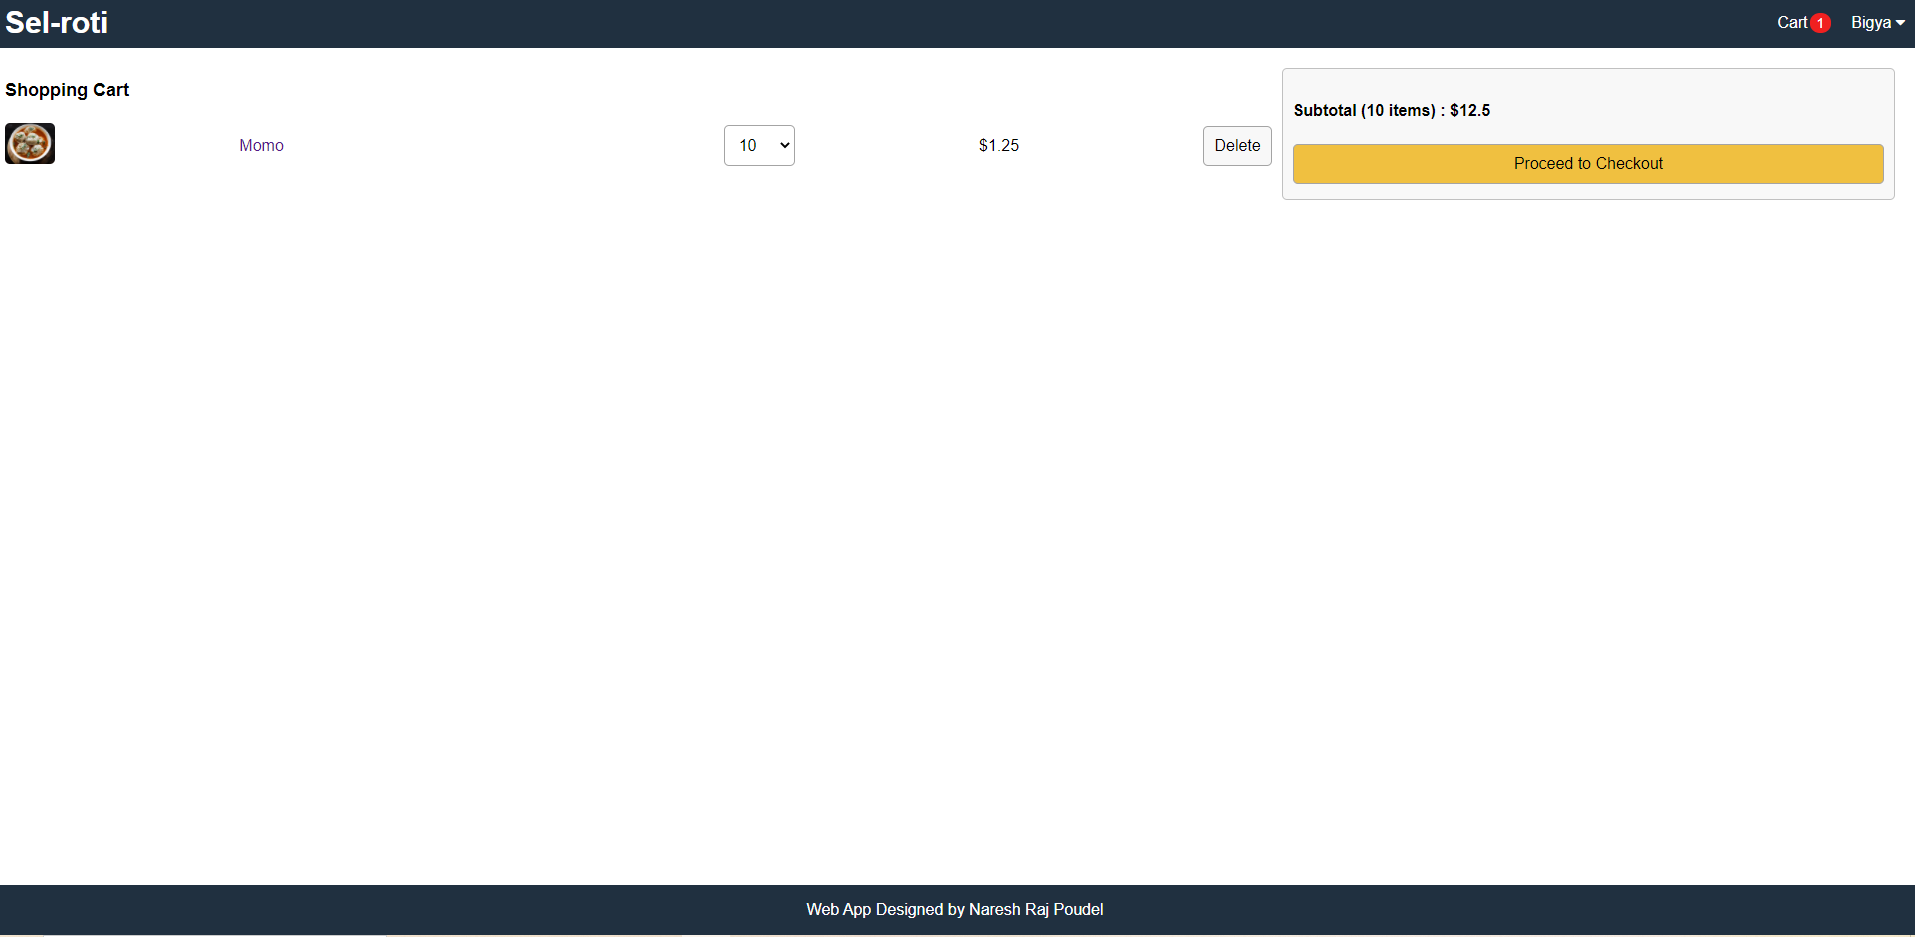 Sel-roti
Cart 1 Bigya
Shopping Cart
Momo 10 $1.25 Delete
Subtotal (10 items) : $12.5
Proceed to Checkout
Web App Designed by Naresh Raj Poudel